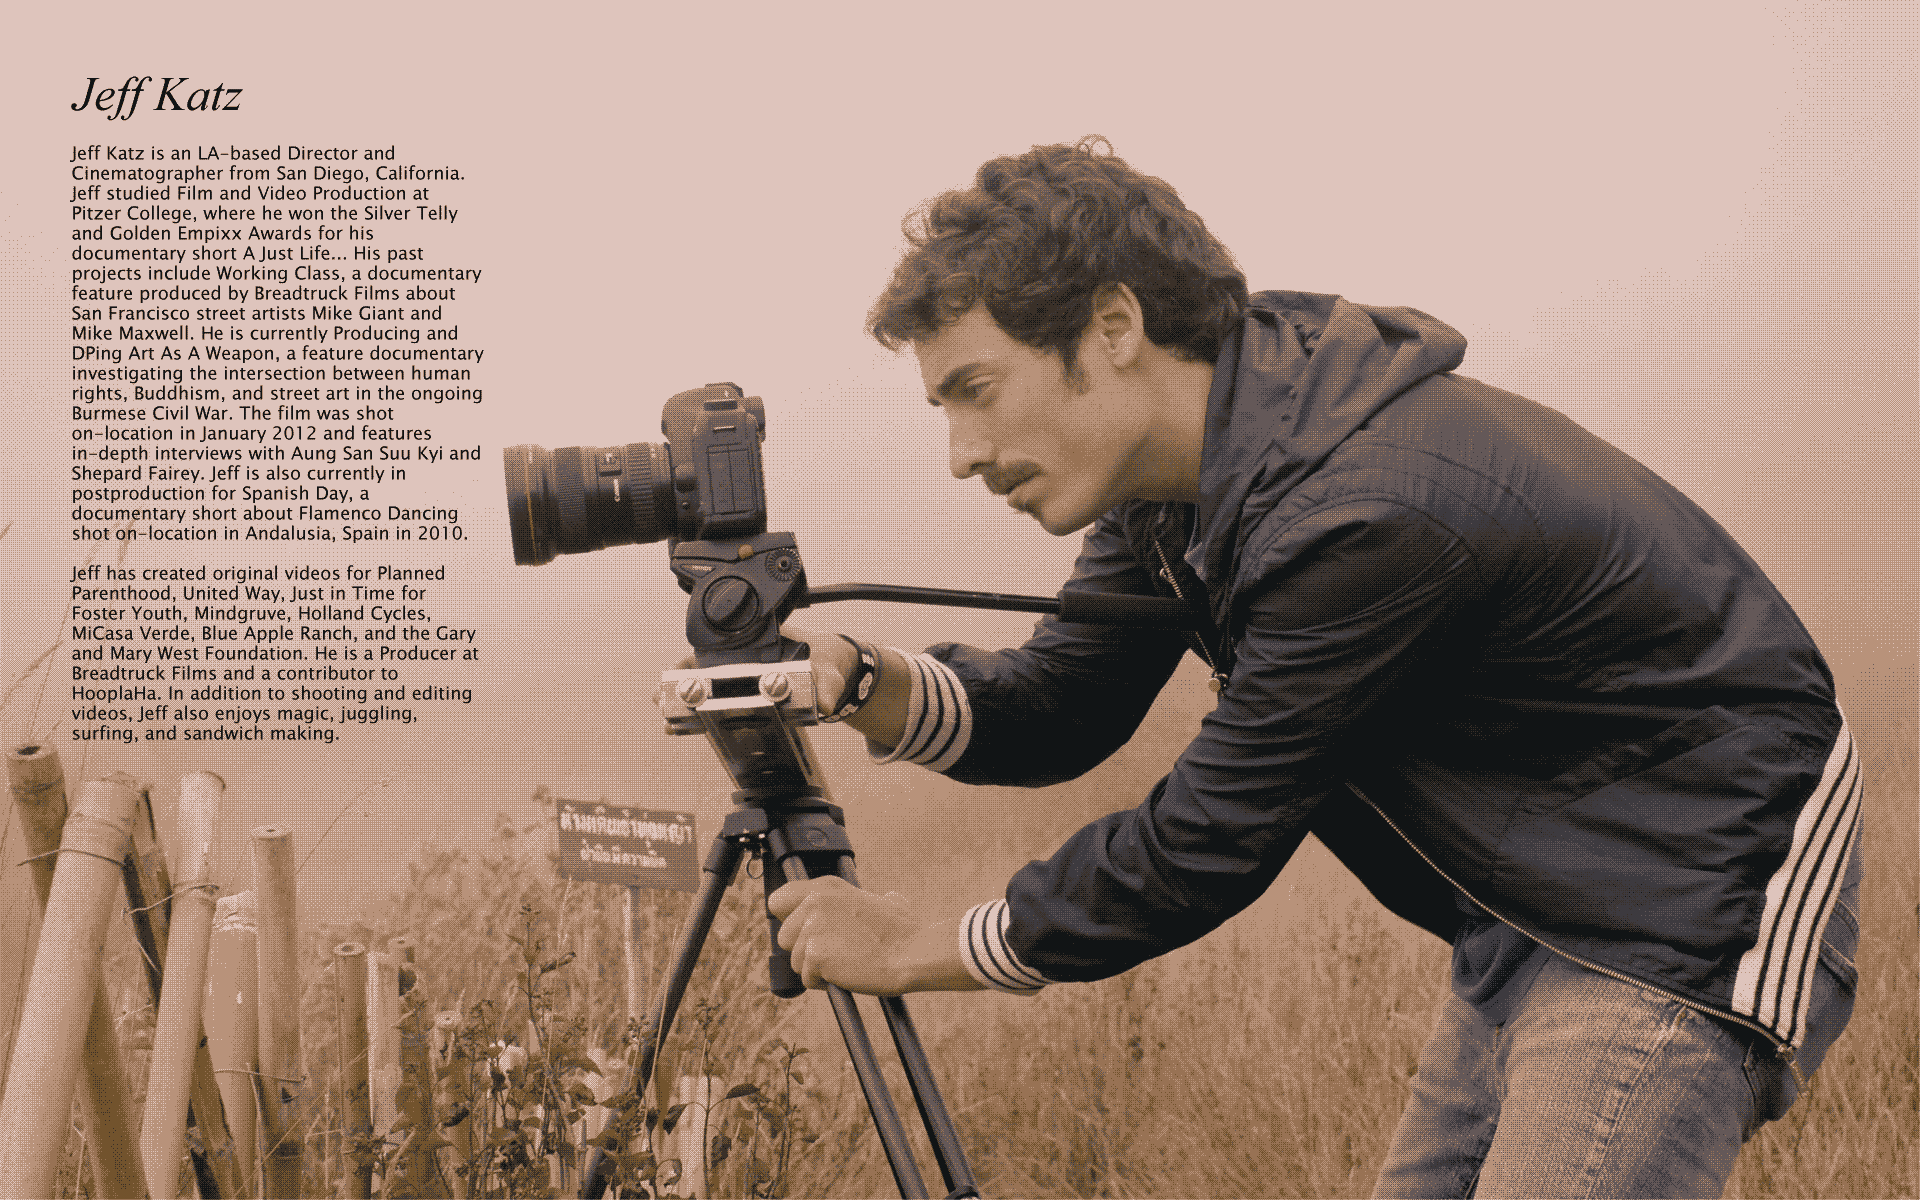 Jeff Katz
Jeff Katz is an LA-based Director and
Cinematographer from San Diego, California.
Jeff studied Film and Video Production at
Pitzer College, where he won the Silver Telly
and Golden Empixx Awards for his
documentary short A Just Life... His past
projects include Working Class, a documentary
feature produced by Breadtruck Films about
San Francisco street artists Mike Giant and
Mike Maxwell. He is currently Producing and
DPing Art As A Weapon, a feature documentary
investigating the intersection between human
rights, Buddhism, and street art in the ongoing
Burmese Civil War. The film was shot
on-location in January 2012 and features
in-depth interviews with Aung San Suu Kyi and
Shepard Fairey. Jeff is also currently in
postproduction for Spanish Day, a
documentary short about Flamenco Dancing
shot on-location in Andalusia, Spain in 2010.
Jeff has created original videos for Planned
Parenthood, United Way, Just in Time for
Foster Youth, Mindgruve, Holland Cycles,
MiCasa Verde, Blue Apple Ranch, and the Gary
and Mary West Foundation. He is a Producer at
Breadtruck Films and a contributor to
HooplaHa. In addition to shooting and editing
videos, Jeff also enjoys magic, juggling,
surfing, and sandwich making.